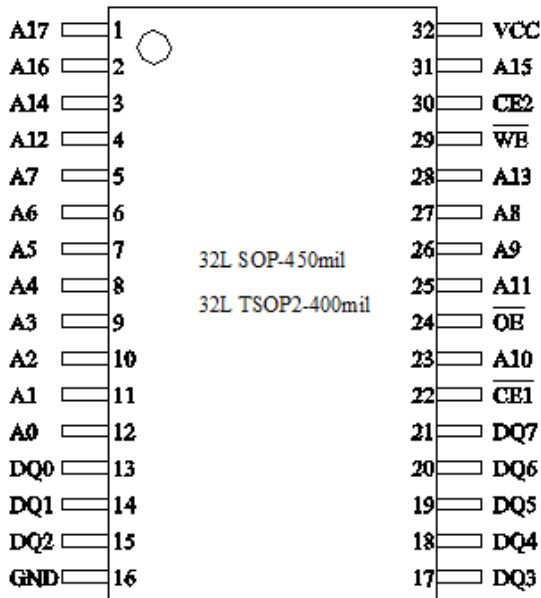 A17 1 32 VCC
A16 2 31 A15
A14 3 30 CE2
A12 4 29 W̅E̅
A7 5 28 A13
A6 6 27 A8
A5 7 26 A9
A4 8 25 A11
A3 9 24 O̅E̅
A2 10 23 A10
A1 11 22 C̅E̅1̅
A0 12 21 DQ7
DQ0 13 20 DQ6
DQ1 14 19 DQ5
DQ2 15 18 DQ4
GND 16 17 DQ3
32L SOP-450mil
32L TSOP2-400mil